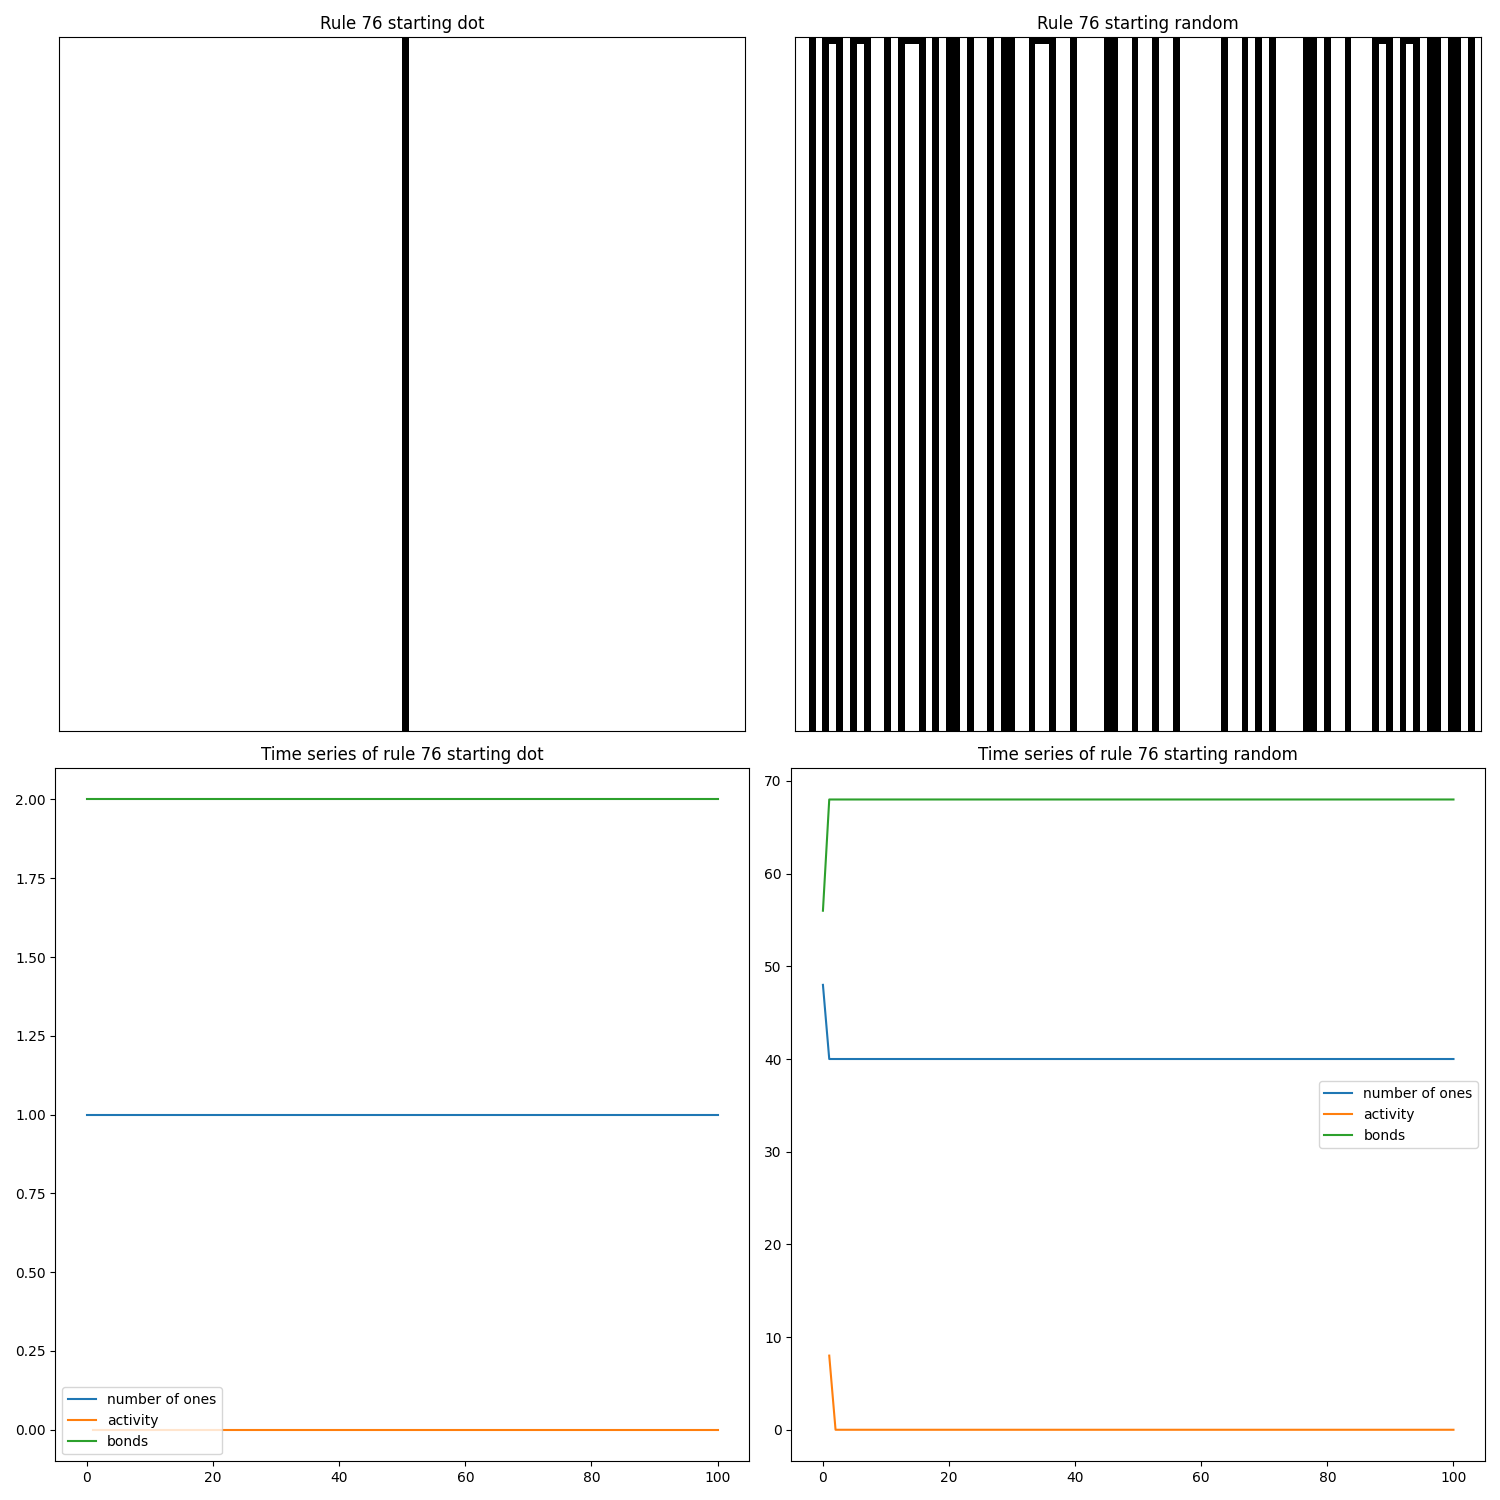 Rule 76 starting dot
Rule 76 starting random
Time series of rule 76 starting dot
2.00
1.75
1.50
1.25
1.00
0.75
0.50
0.25
0.00
number of ones
activity
bonds
0 20 40 60 80 100
Time series of rule 76 starting random
70
60
50
40
30
20
10
0
number of ones
activity
bonds
0 20 40 60 80 100